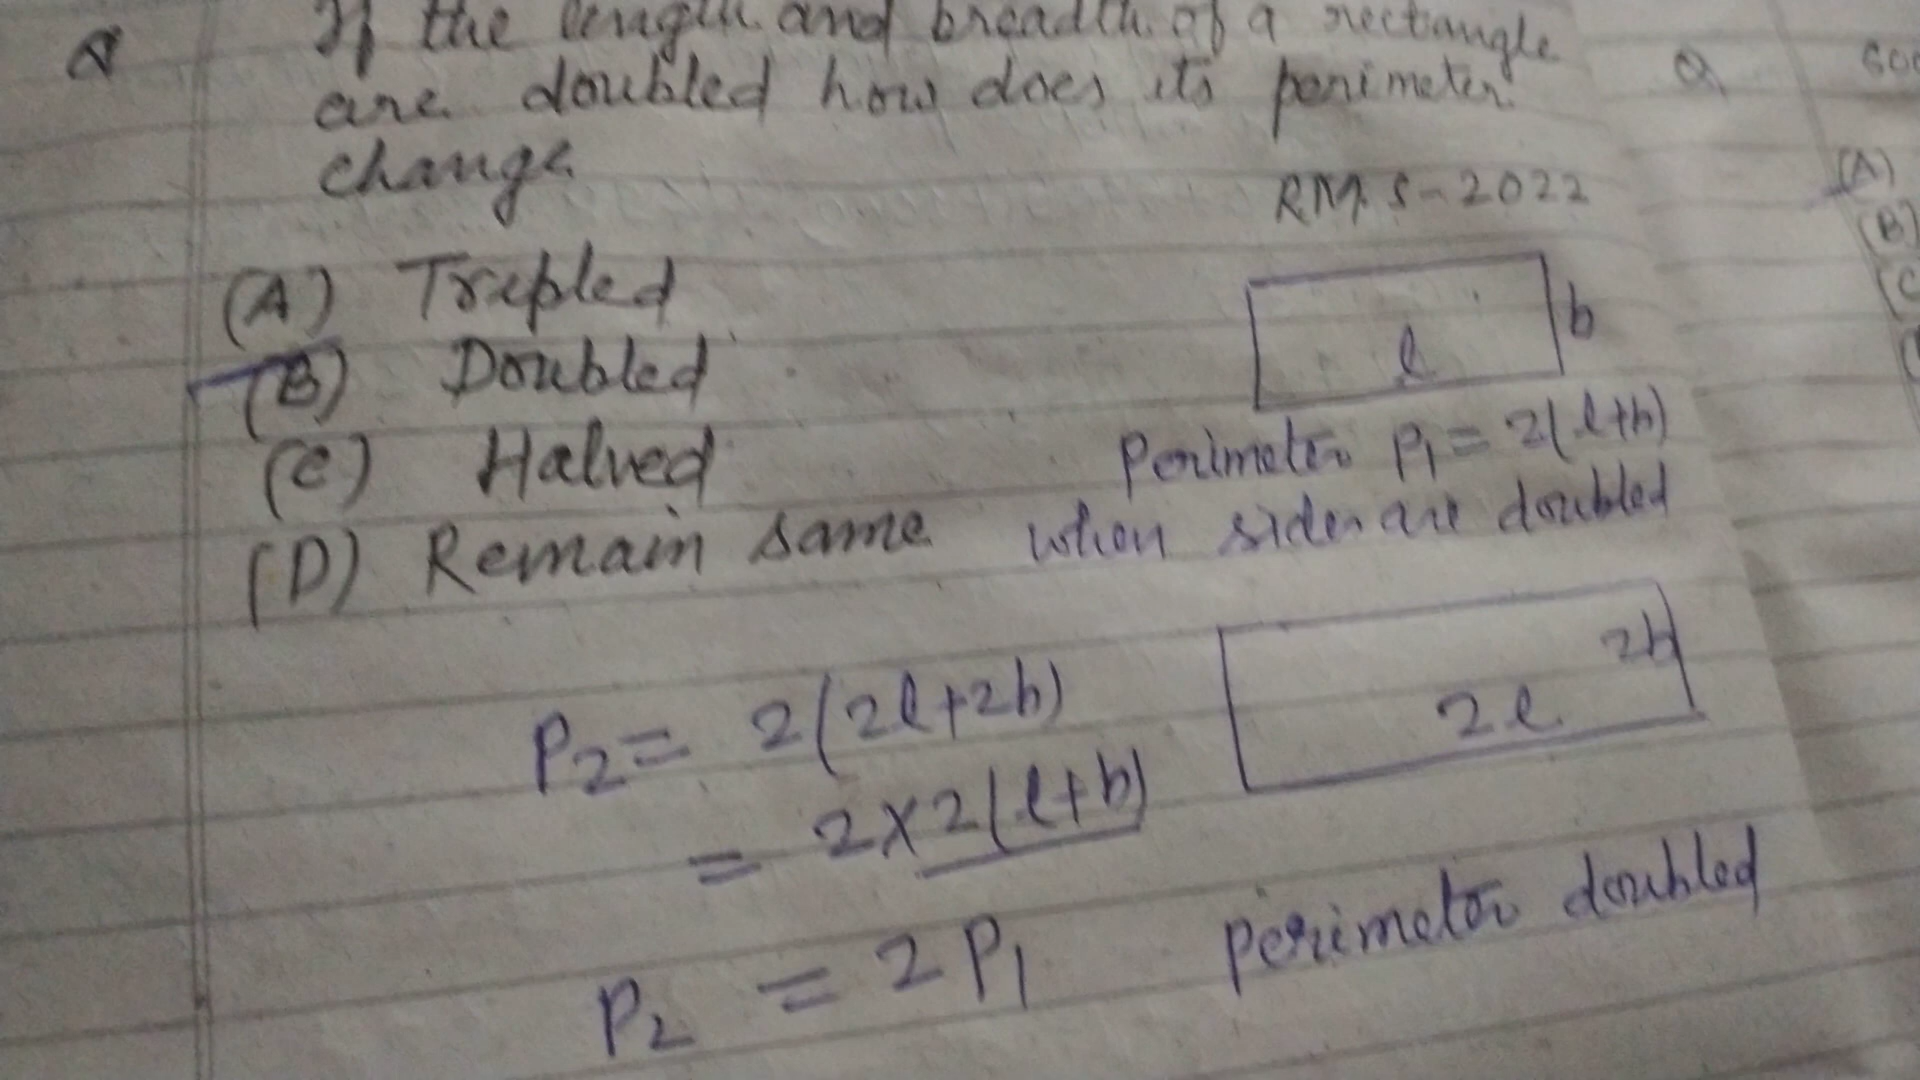 Q If the length and breadth of a rectangle
are doubled how does its perimeter
change
RMS-2022
(A) Tripled
(B) Doubled
(C) Halved
(D) Remain same
b
l
Perimeter P1 = 2(l+b)
when sides are doubled
2b
2l
P2 = 2(2l+2b)
= 2×2(l+b)
P2 = 2P1 perimeter doubled
Q
(A)
(B)
(C